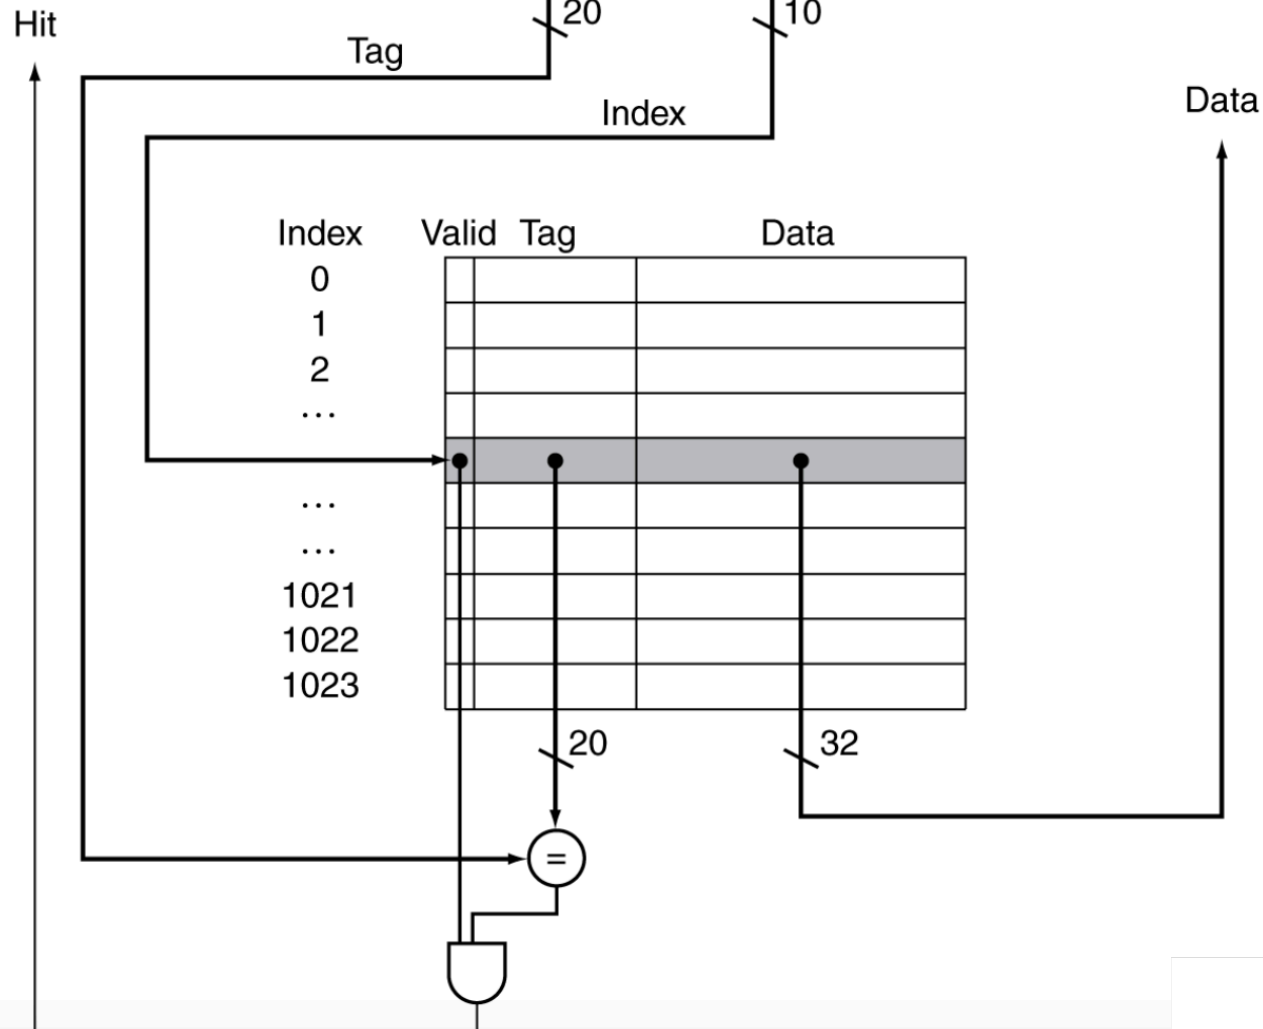 Hit
20
10
Tag
Data
Index
Index Valid Tag Data
0
1
2
...
...
...
1021
1022
1023
20
32
=